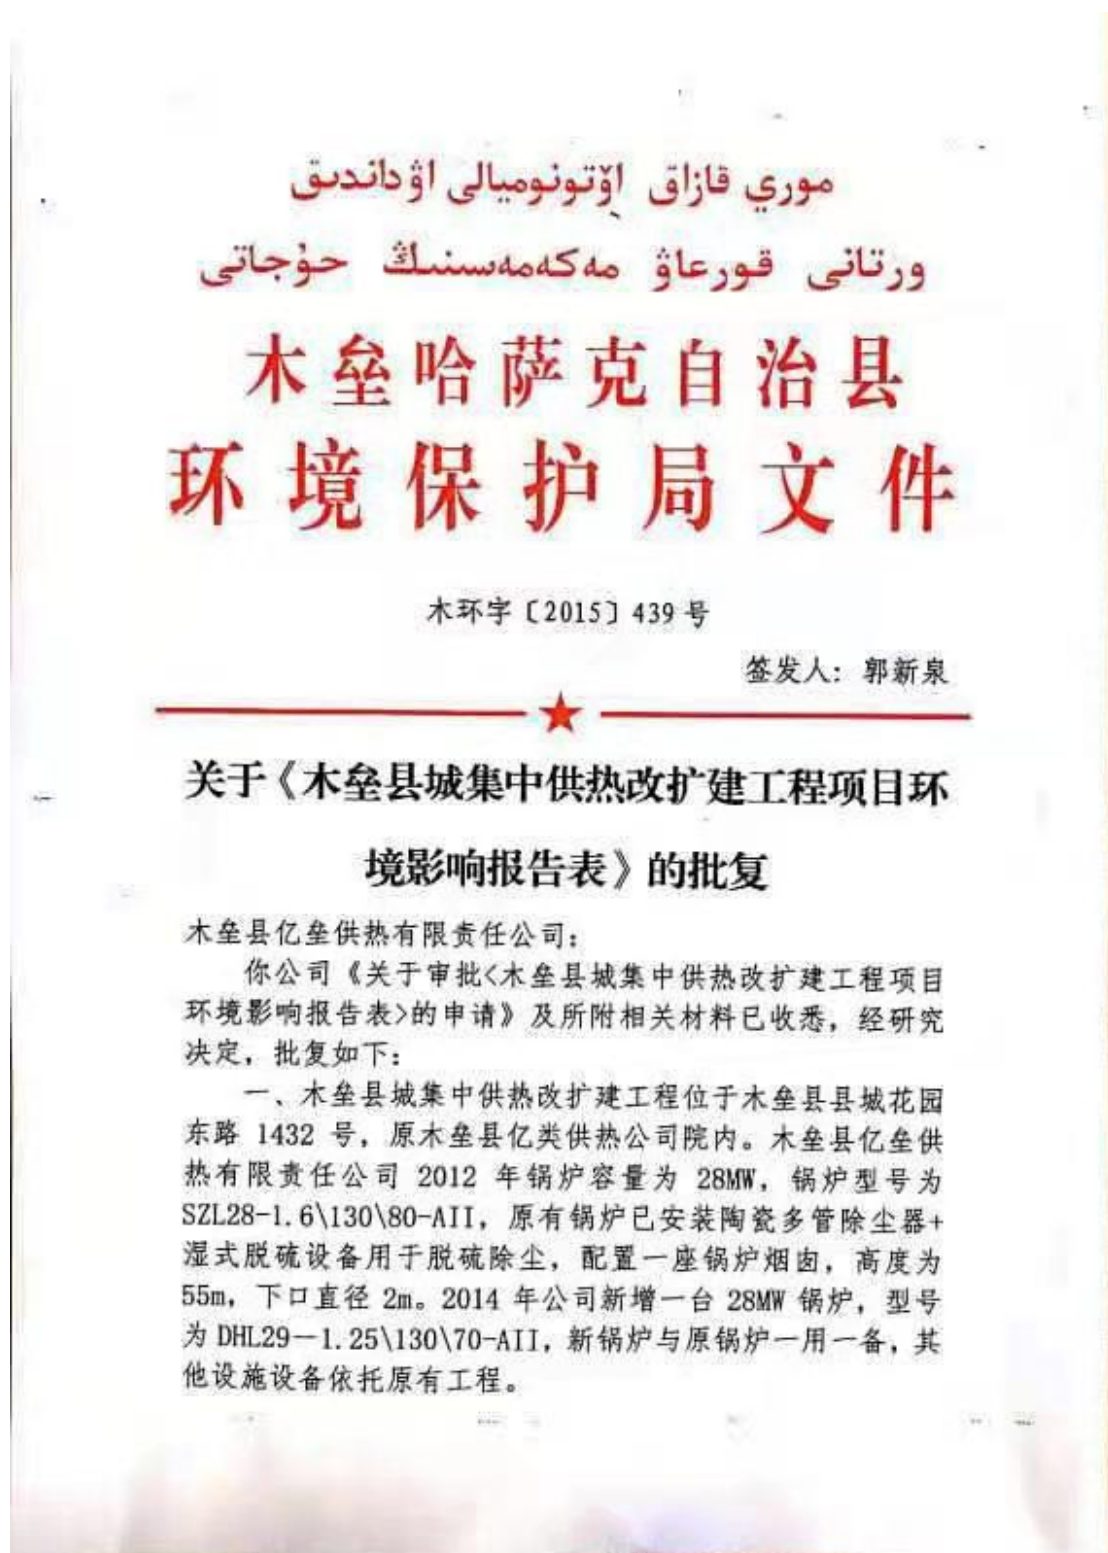 موري قازاق اۆتونوميالى اۋداندىق
ورتانى قورعاۋ مەكەمەسىنىڭ حۇجاتى
木垒哈萨克自治县
环境保护局文件
木环字〔2015〕439 号
签发人：郭新泉
关于《木垒县城集中供热改扩建工程项目环
境影响报告表》的批复
木垒县亿垒供热有限责任公司：
你公司《关于审批<木垒县城集中供热改扩建工程项目
环境影响报告表>的申请》及所附相关材料已收悉，经研究
决定，批复如下：
一、木垒县城集中供热改扩建工程位于木垒县县城花园
东路 1432 号，原木垒县亿类供热公司院内。木垒县亿垒供
热有限责任公司 2012 年锅炉容量为 28MW，锅炉型号为
SZL28-1.6\130\80-AII，原有锅炉已安装陶瓷多管除尘器+
湿式脱硫设备用于脱硫除尘，配置一座锅炉烟囱，高度为
55m，下口直径 2m。2014 年公司新增一台 28MW 锅炉，型号
为 DHL29—1.25\130\70-AII，新锅炉与原锅炉一用一备，其
他设施设备依托原有工程。